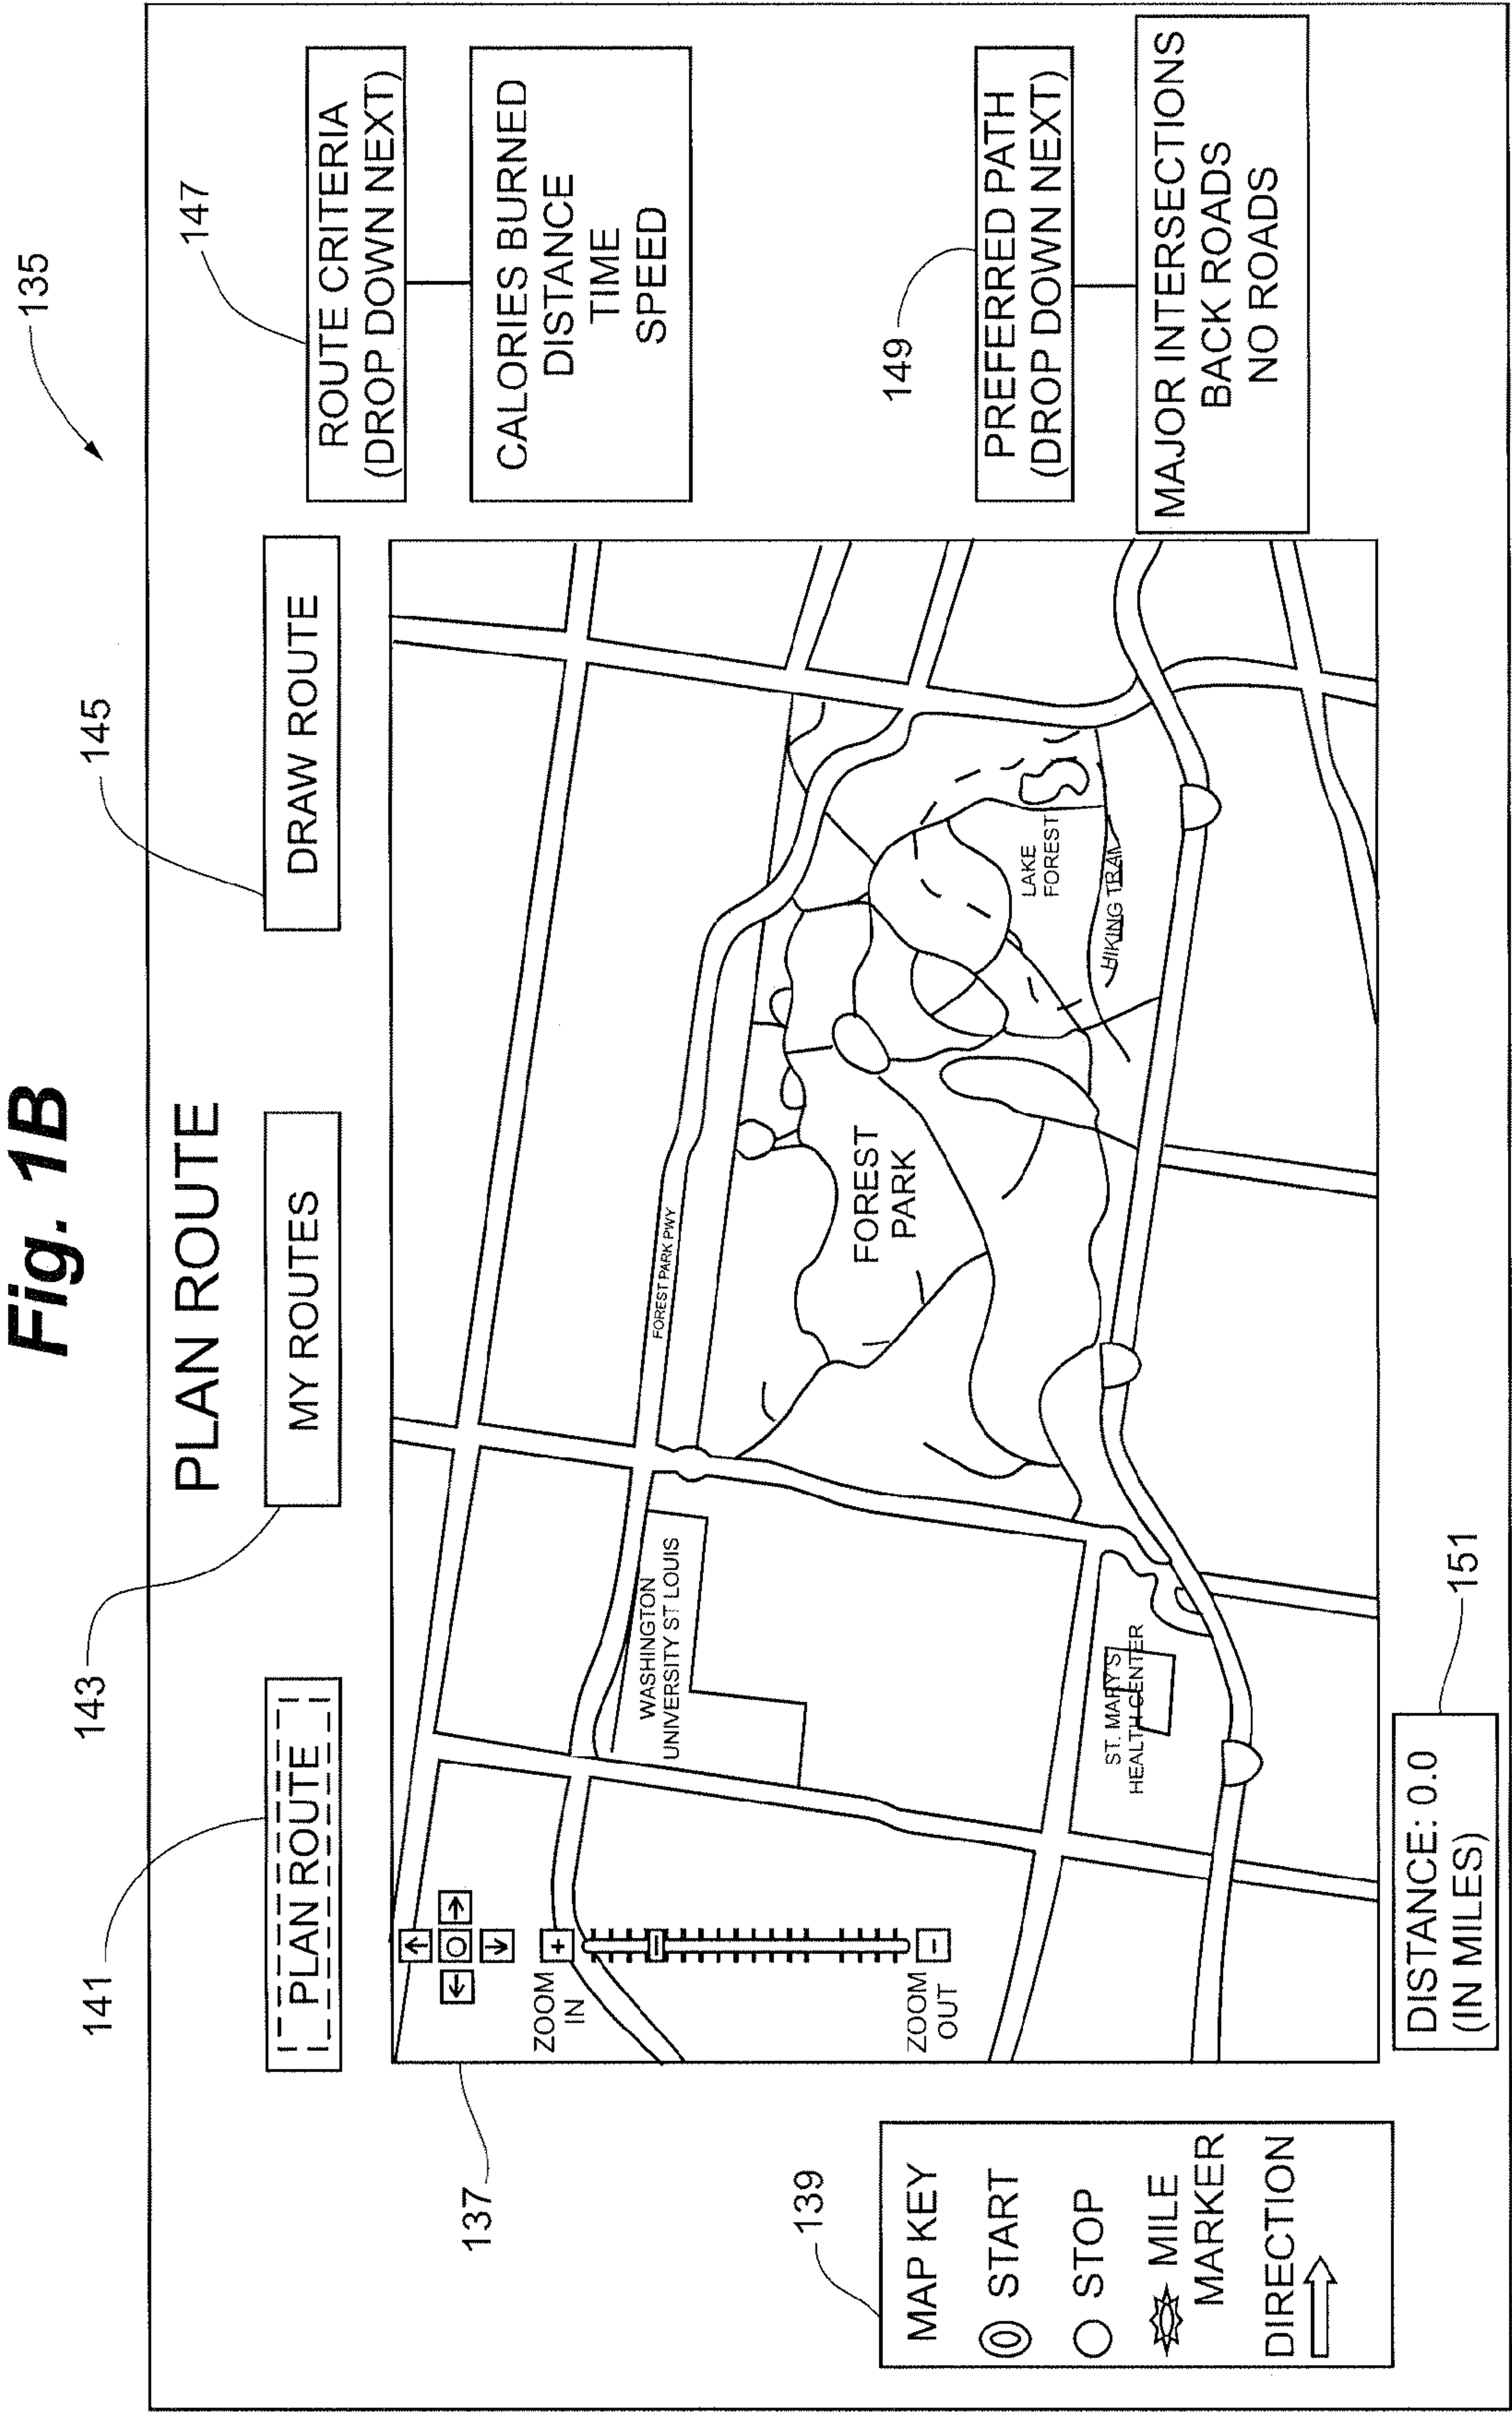 Fig. 1B
135
PLAN ROUTE
141
143
145
147
PLAN ROUTE
MY ROUTES
DRAW ROUTE
ROUTE CRITERIA
(DROP DOWN NEXT)
CALORIES BURNED
DISTANCE
TIME
SPEED
149
PREFERRED PATH
(DROP DOWN NEXT)
MAJOR INTERSECTIONS
BACK ROADS
NO ROADS
137
ZOOM
IN
+
ZOOM
OUT
-
FOREST PARK PWY
WASHINGTON
UNIVERSITY ST LOUIS
FOREST
PARK
LAKE
FOREST
HIKING TRAIL
ST. MARY'S
HEALTH CENTER
139
MAP KEY
START
STOP
MILE
MARKER
DIRECTION
DISTANCE: 0.0
(IN MILES)
151